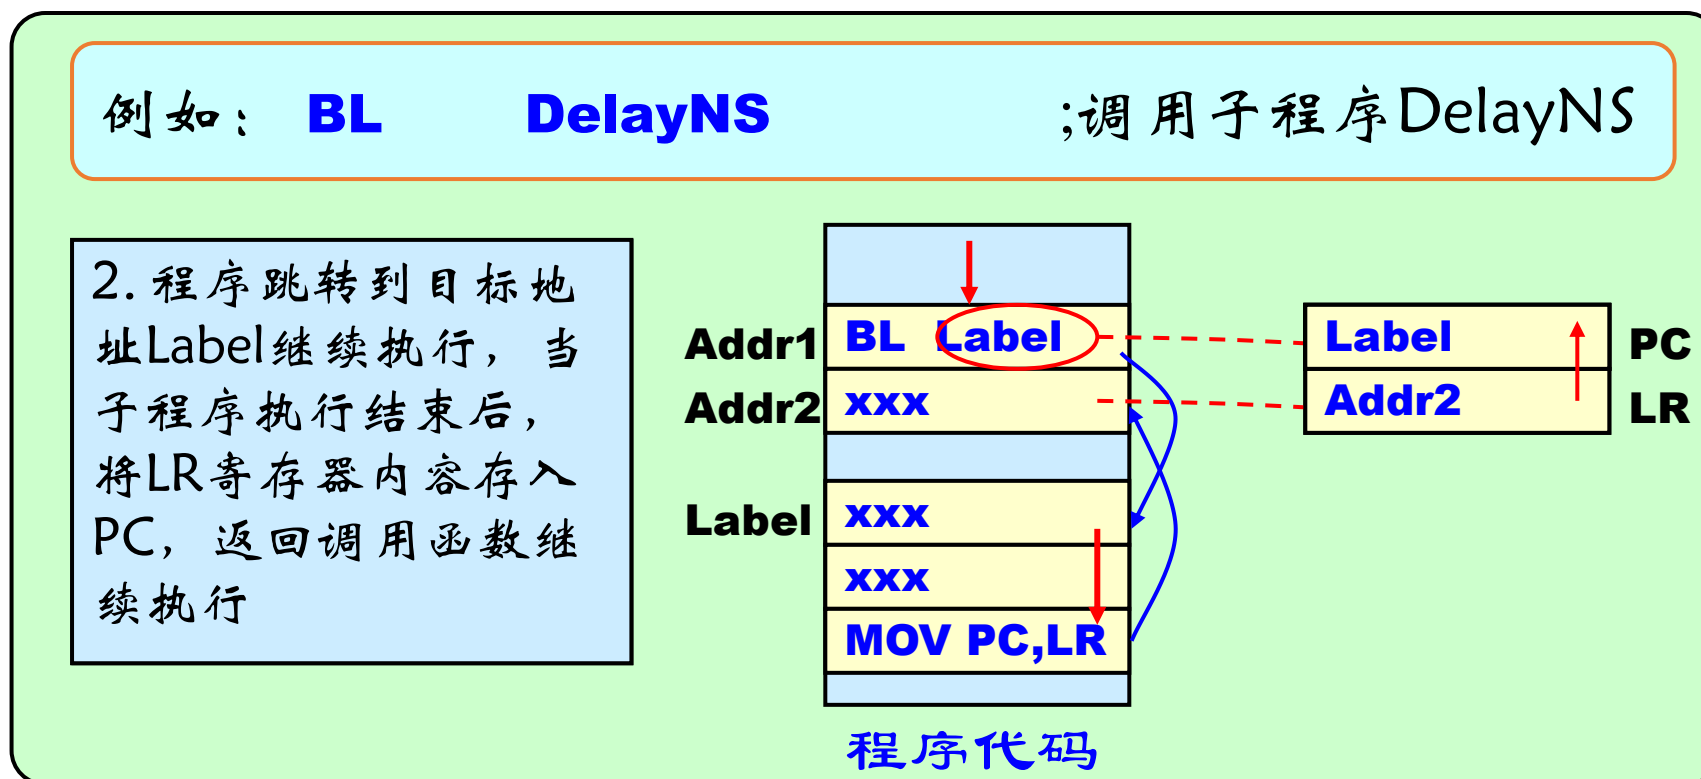 例如： BL DelayNS ;调用子程序DelayNS
2. 程序跳转到目标地
址Label继续执行，当
子程序执行结束后，
将LR寄存器内容存入
PC，返回调用函数继
续执行
Addr1 BL Label Label PC
Addr2 xxx Addr2 LR
Label xxx
xxx
MOV PC,LR
程序代码